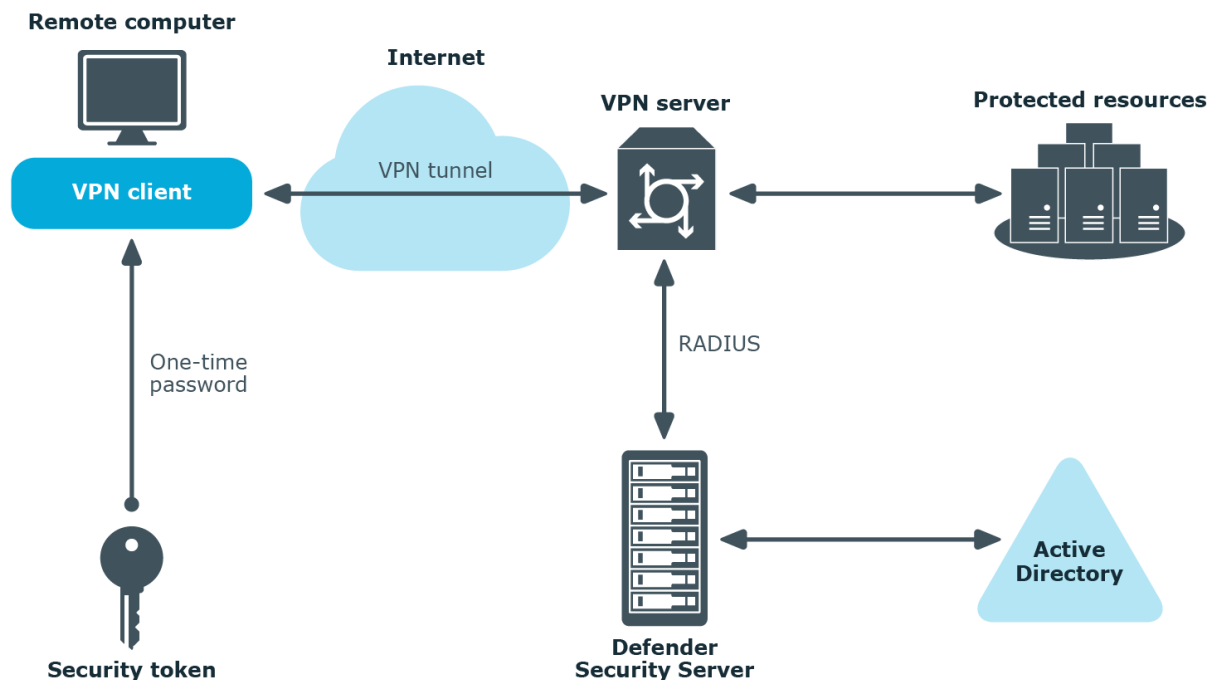 Remote computer
Internet
VPN server
Protected resources
VPN tunnel
VPN client
RADIUS
One-time
password
Active
Directory
Defender
Security Server
Security token